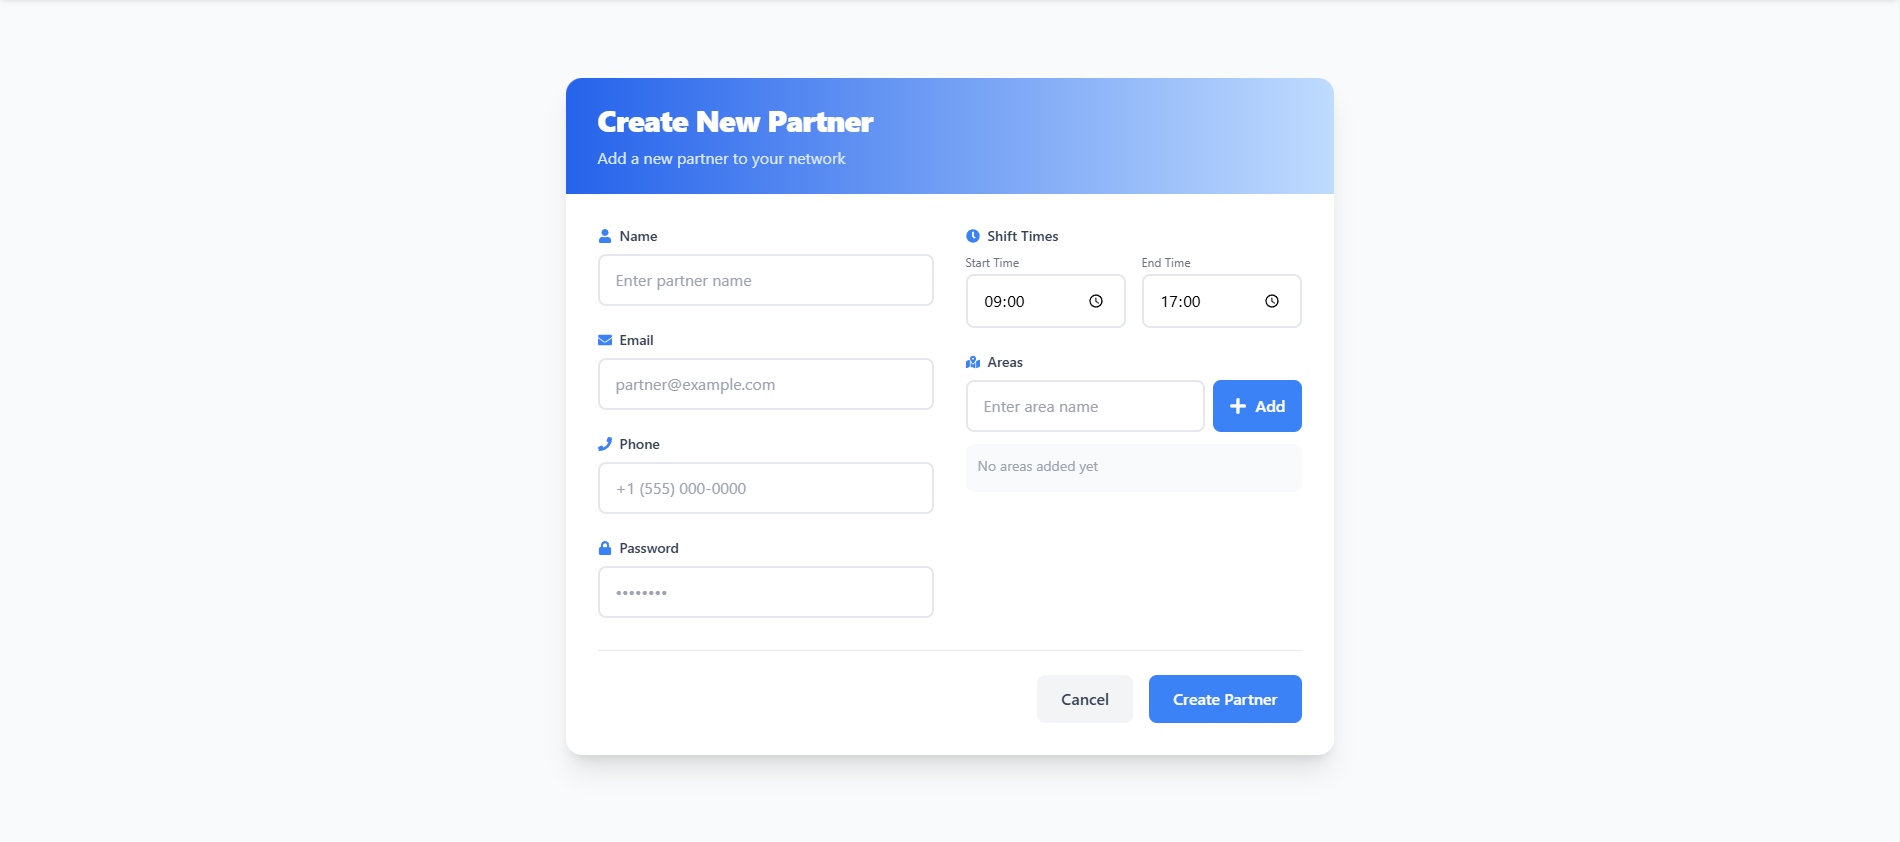 Create New Partner
Add a new partner to your network
Name
Enter partner name
Email
partner@example.com
Phone
+1 (555) 000-0000
Password
••••••••
Shift Times
Start Time
End Time
09:00
17:00
Areas
Enter area name
Add
No areas added yet
Cancel
Create Partner